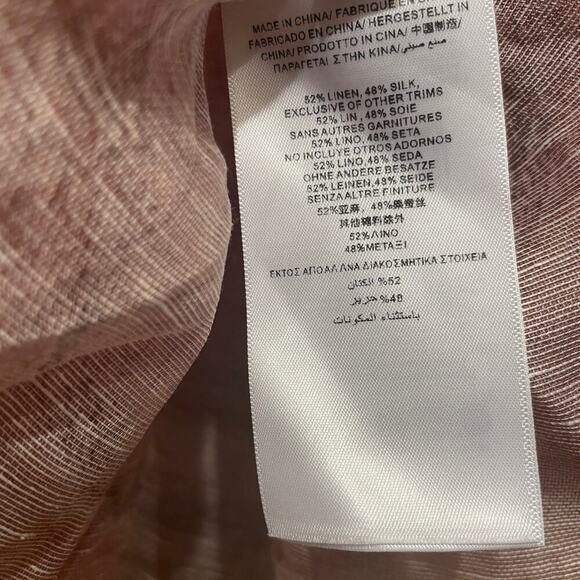 MADE IN CHINA/ FABRIQUE EN
FABRICADO EN CHINA/ HERGESTELLT IN
CHINA/ PRODOTTO IN CINA/ 中国制造/
ΠΑΡΑΓΕΤΑΙ ΣΤΗΝ ΚΙΝΑ/صنع صيني
52% LINEN, 48% SILK,
EXCLUSIVE OF OTHER TRIMS
52% LIN , 48% SOIE
SANS AUTRES GARNITURES
52% LINO, 48% SETA
NO INCLUYE OTROS ADORNOS
52% LINO,48% SEDA
OHNE ANDERE BESATZE
52% LEINEN,48% SEIDE
SENZA ALTRE FINITURE
52%亚麻, 48%桑蚕丝
其他辅料除外
52%ΛΙΝΟ
48%ΜΕΤΑΞΙ
ΕΚΤΟΣ ΑΠΟ ΑΛΛΝΑ ΔΙΑΚΟΣΜΗΤΙΚΑ ΣΤΟΙΧΕΙΑ
52% الكتان
48% حرير
باستثناء المكونات